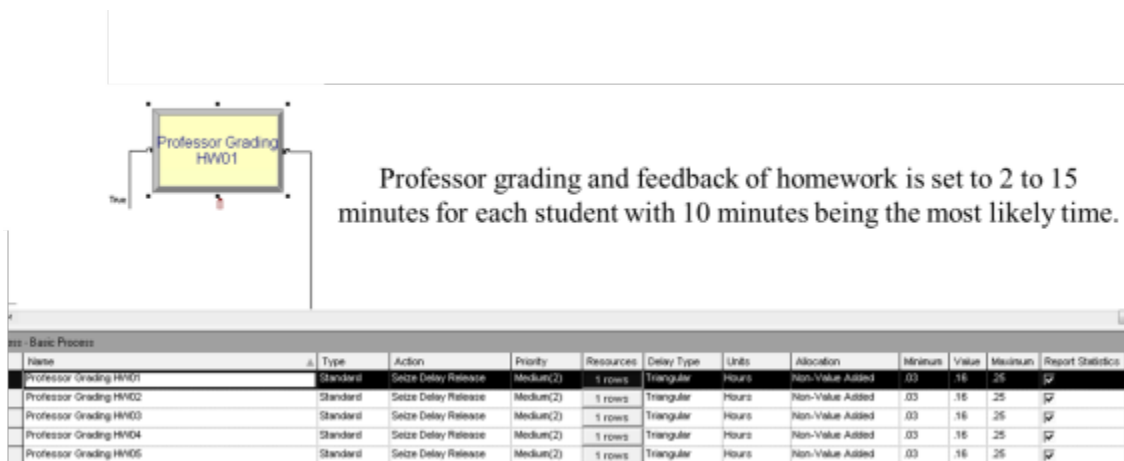 Professor Grading
HW01
True
Professor grading and feedback of homework is set to 2 to 15
minutes for each student with 10 minutes being the most likely time.
- Basic Process
Name Type Action Priority Resources Delay Type Units Allocation Minimum Value Maximum Report Statistics
Professor Grading HW01 Standard Seize Delay Release Medium(2) 1 rows Triangular Hours Non-Value Added .03 .16 .25
Professor Grading HW02 Standard Seize Delay Release Medium(2) 1 rows Triangular Hours Non-Value Added .03 .16 .25
Professor Grading HW03 Standard Seize Delay Release Medium(2) 1 rows Triangular Hours Non-Value Added .03 .16 .25
Professor Grading HW04 Standard Seize Delay Release Medium(2) 1 rows Triangular Hours Non-Value Added .03 .16 .25
Professor Grading HW05 Standard Seize Delay Release Medium(2) 1 rows Triangular Hours Non-Value Added .03 .16 .25